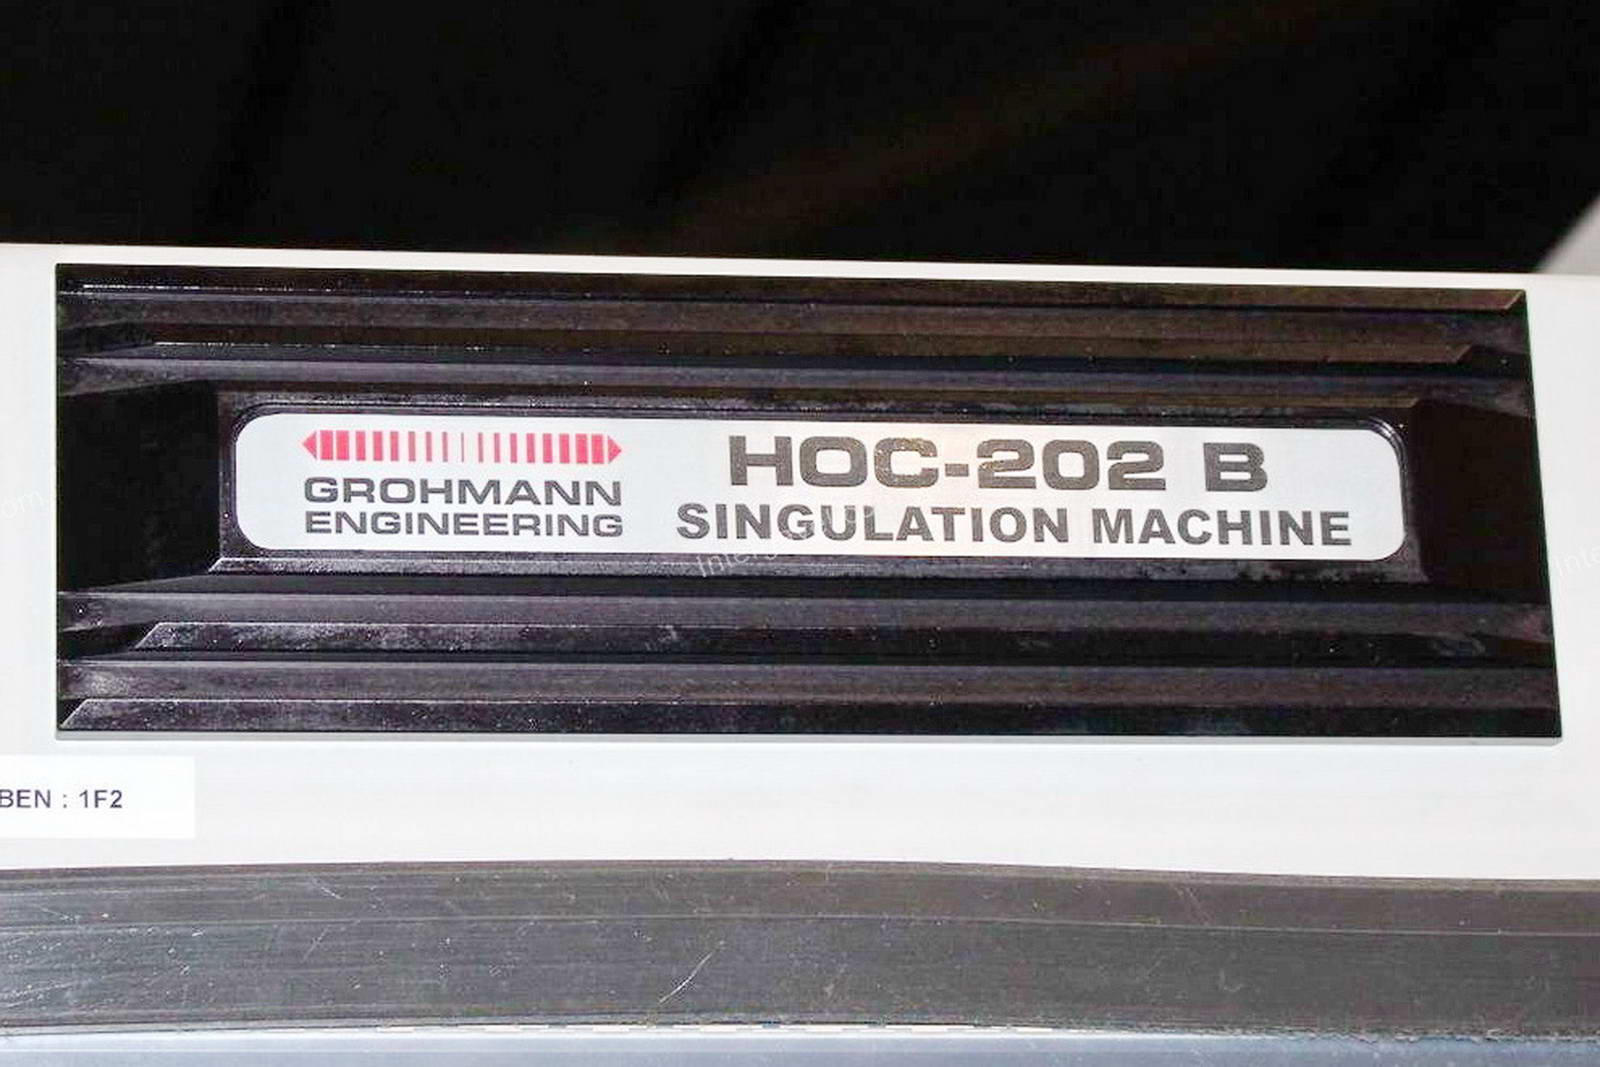 HOC-202 B
GROHMANN
ENGINEERING
SINGULATION MACHINE
BEN : 1F2